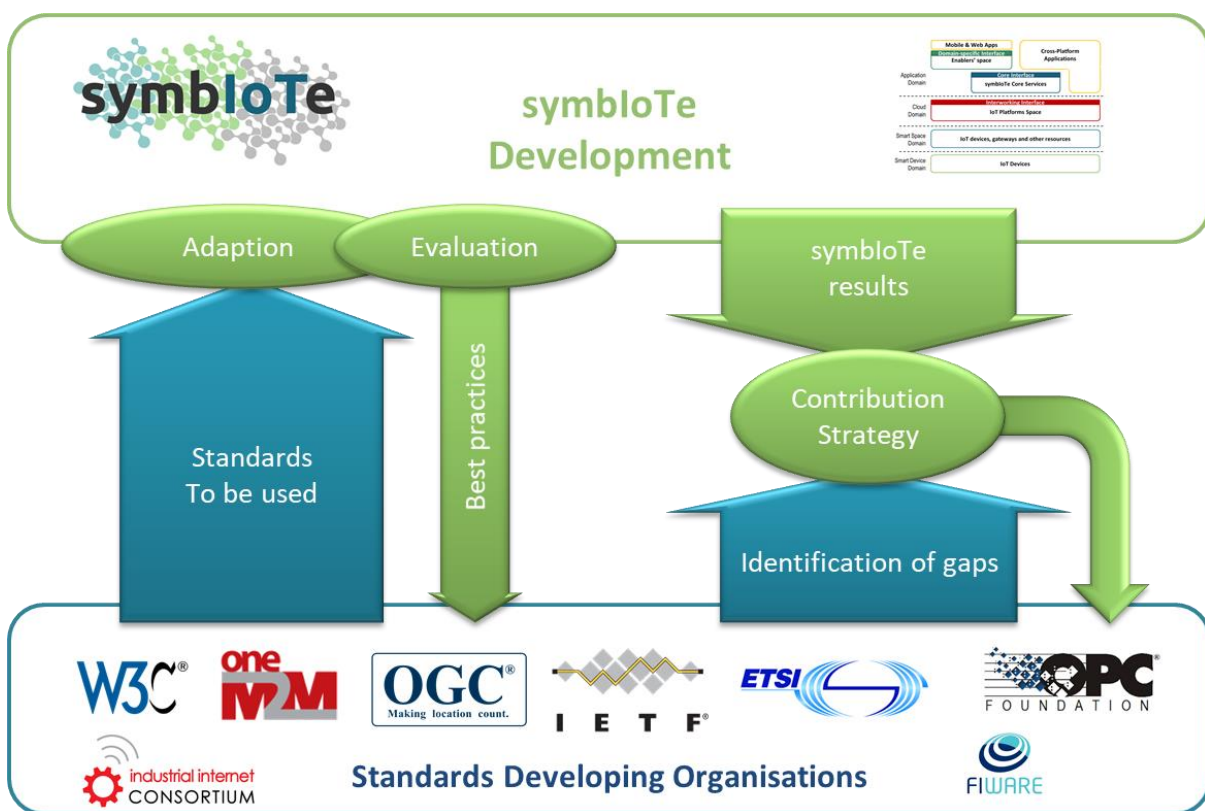 symbIoTe
symbIoTe
Development
Mobile & Web Apps
Domain-specific Interface
Enablers' space
Cross-Platform
Applications
Application
Domain
Core Interface
symbIoTe Core Services
Cloud
Domain
Interworking Interface
IoT Platforms Space
Smart Space
Domain
IoT devices, gateways and other resources
Smart Device
Domain
IoT Devices
Adaption
Evaluation
symbIoTe
results
Best practices
Contribution
Strategy
Standards
To be used
Identification of gaps
W3C®
one
M2M
OGC®
Making location count.
IETF®
ETSI
OPC®
FOUNDATION
industrial internet
CONSORTIUM
Standards Developing Organisations
FIWARE